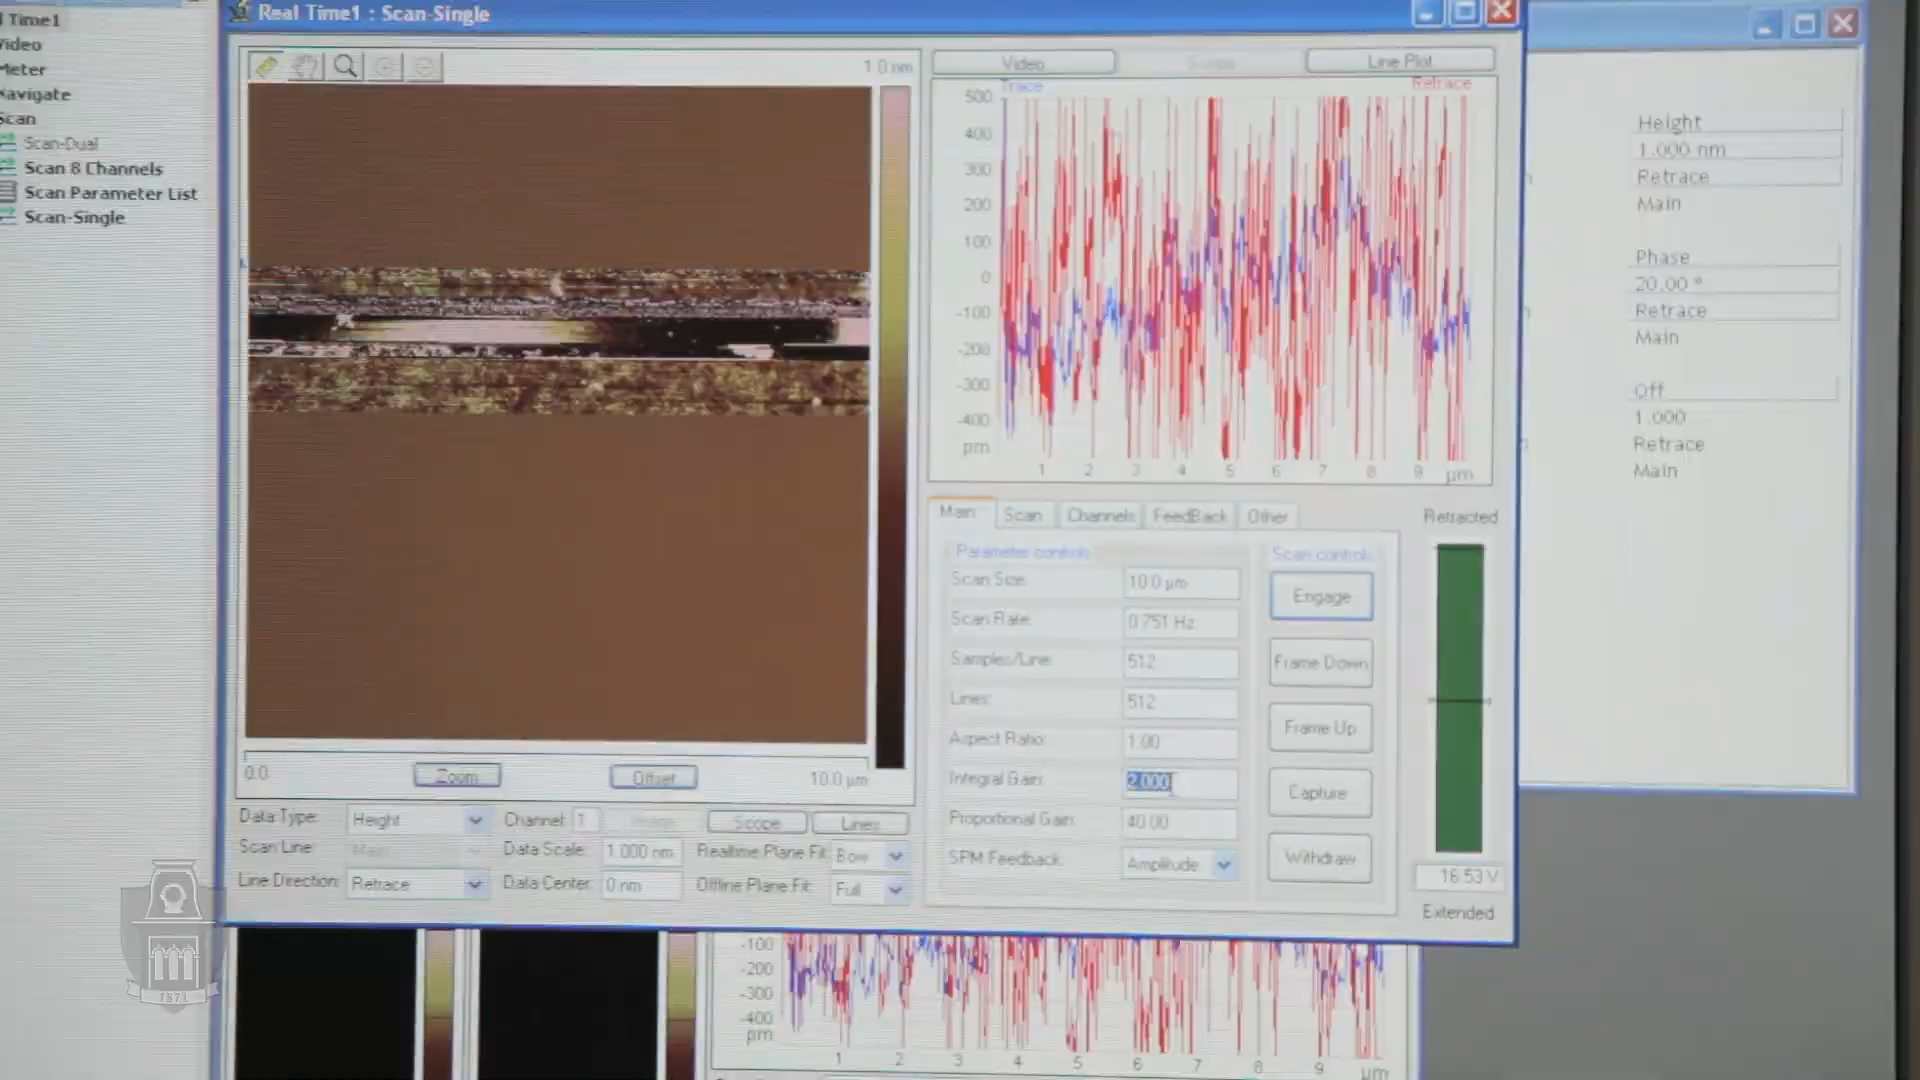 Time1
Video
Meter
Navigate
Scan
Scan-Dual
Scan 8 Channels
Scan Parameter List
Scan-Single
Real Time1 : Scan-Single
1.0 nm
Video
Scope
Line Plot
Trace
Retrace
500
400
300
200
100
0
-100
-200
-300
-400
pm
1 2 3 4 5 6 7 8 9 µm
Main
Scan
Channels
FeedBack
Other
Retracted
Parameter controls
Scan controls
Scan Size: 10.0 µm
Scan Rate: 0.751 Hz
Samples/Line: 512
Lines: 512
Aspect Ratio: 1.00
Integral Gain: 2.000
Proportional Gain: 40.00
SPM Feedback: Amplitude
Engage
Frame Down
Frame Up
Capture
Withdraw
16.53 V
Extended
0.0
Zoom
Offset
10.0 µm
Data Type: Height
Channel: 1
Image
Scope
Lines
Scan Line: Main
Data Scale: 1.000 nm
Realtime Plane Fit: Bow
Line Direction: Retrace
Data Center: 0 nm
Offline Plane Fit: Full
Height
1.000 nm
Retrace
Main
Phase
20.00 °
Retrace
Main
Off
1.000
Retrace
Main
-100
-200
-300
-400
pm
1 2 3 4 5 6 7 8 9 µm
1871